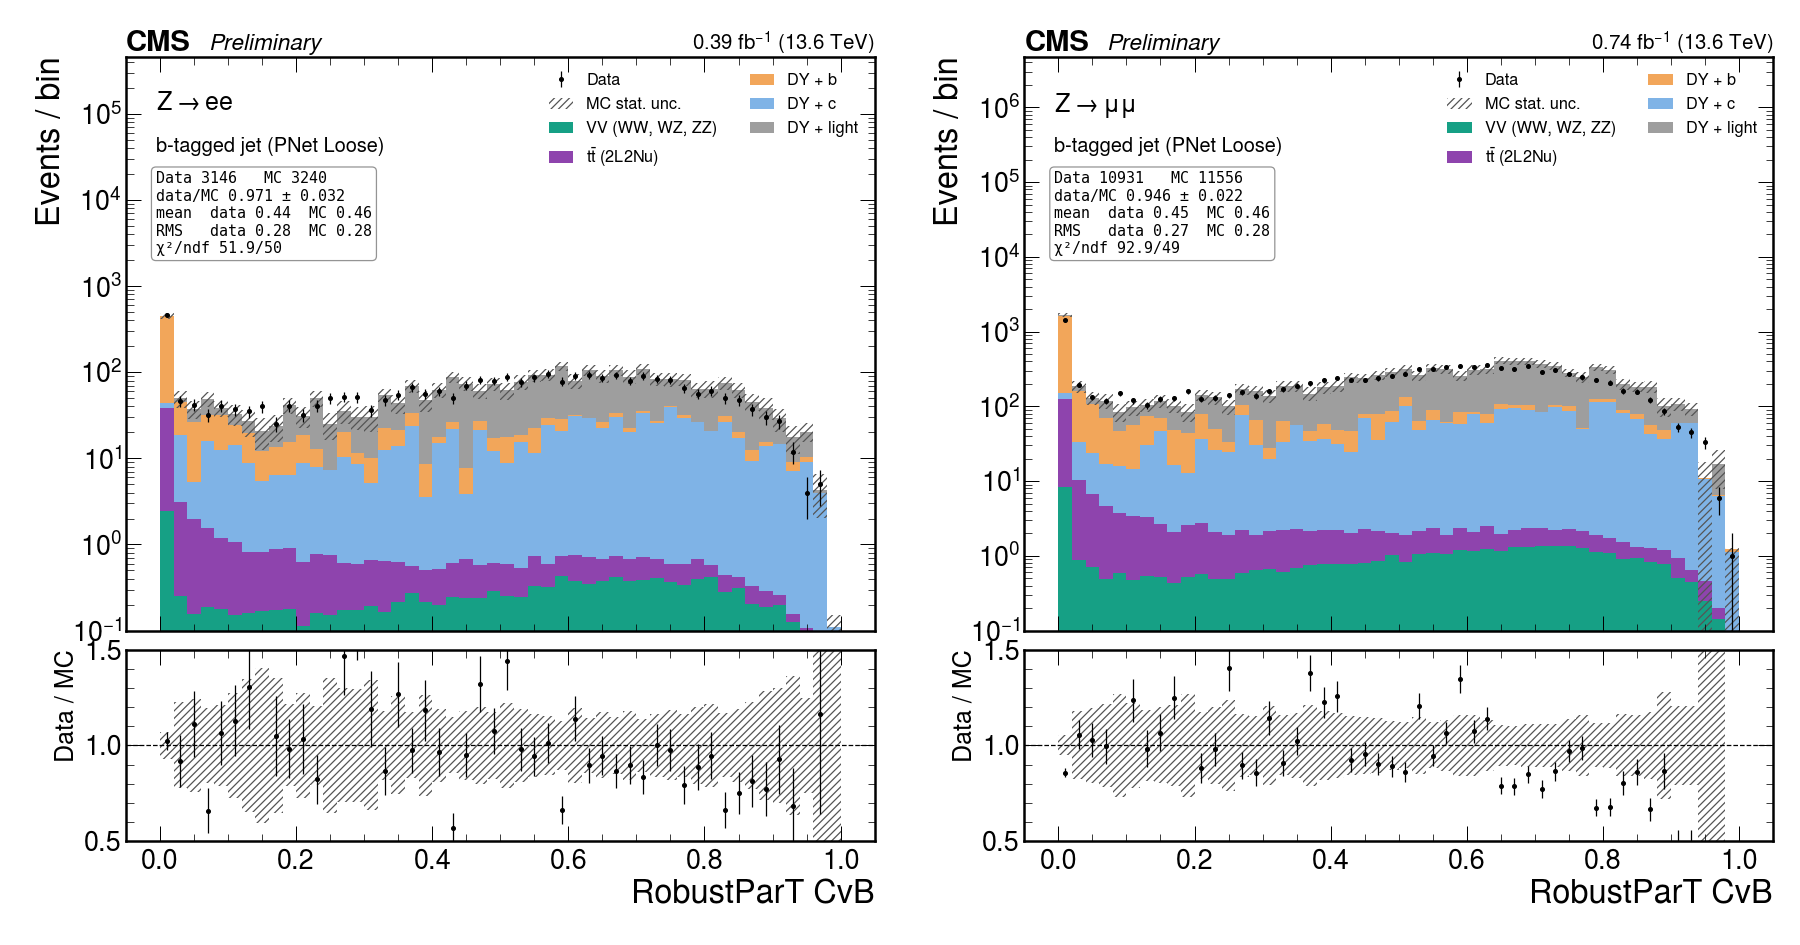 CMS Preliminary 0.39 fb⁻¹ (13.6 TeV)
Events / bin
Z → ee
b-tagged jet (PNet Loose)
Data 3146 MC 3240
data/MC 0.971 ± 0.032
mean data 0.44 MC 0.46
RMS data 0.28 MC 0.28
χ²/ndf 51.9/50
Data
MC stat. unc.
VV (WW, WZ, ZZ)
tt̄ (2L2Nu)
DY + b
DY + c
DY + light
10⁵
10⁴
10³
10²
10¹
10⁰
10⁻¹
Data / MC
1.5
1.0
0.5
0.0 0.2 0.4 0.6 0.8 1.0
RobustParT CvB
CMS Preliminary 0.74 fb⁻¹ (13.6 TeV)
Events / bin
Z → μμ
b-tagged jet (PNet Loose)
Data 10931 MC 11556
data/MC 0.946 ± 0.022
mean data 0.45 MC 0.46
RMS data 0.27 MC 0.28
χ²/ndf 92.9/49
Data
MC stat. unc.
VV (WW, WZ, ZZ)
tt̄ (2L2Nu)
DY + b
DY + c
DY + light
10⁶
10⁵
10⁴
10³
10²
10¹
10⁰
10⁻¹
Data / MC
1.5
1.0
0.5
0.0 0.2 0.4 0.6 0.8 1.0
RobustParT CvB